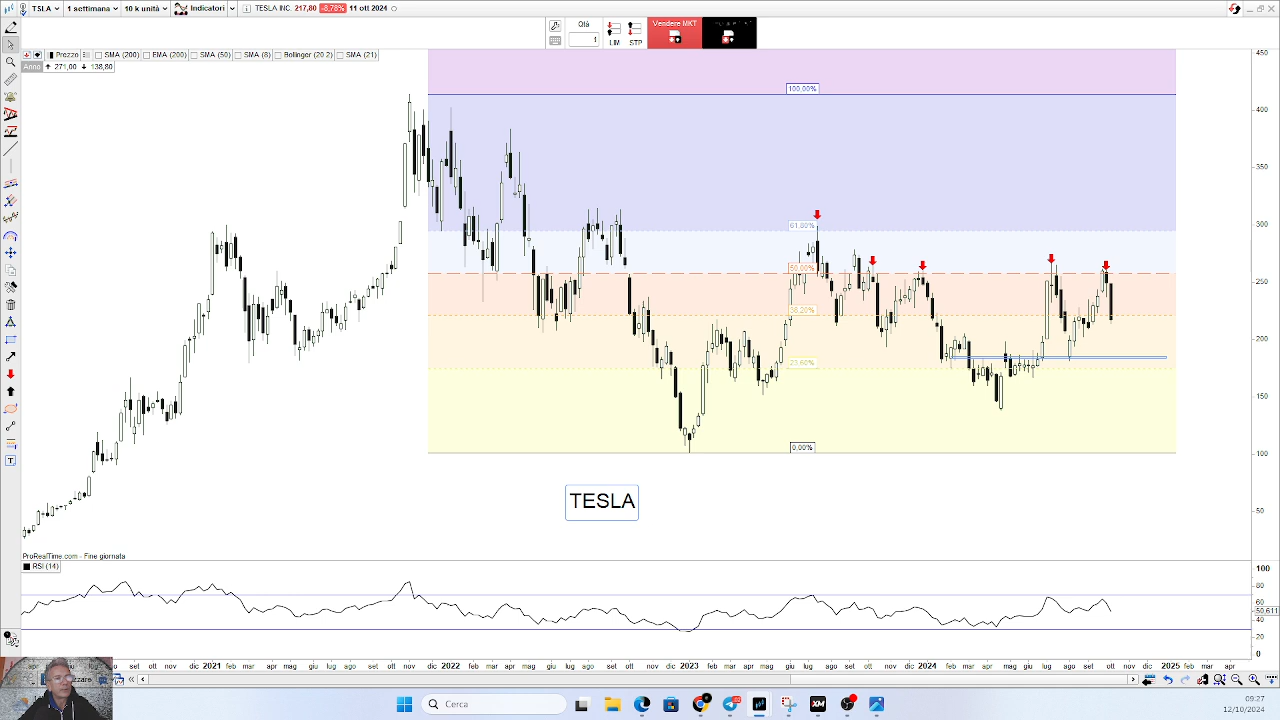 TSLA 1 settimana 10 k unità Indicatori TESLA INC. 217,80 -8,78% 11 ott 2024
Qtà
1
LIM STP
Vendere MKT
Prezzo SMA (200) EMA (200) SMA (50) SMA (8) Bollinger (20 2) SMA (21)
Anno 271,00 138,80
100,00%
61,80%
50,00%
38,20%
23,60%
0,00%
450
400
350
300
250
200
150
100
50
TESLA
ProRealTime.com - Fine giornata
RSI (14)
100
80
60
50,611
40
20
0
ott nov dic 2021 feb mar apr mag giu lug ago set ott nov dic 2022 feb mar apr mag giu lug ago set ott nov dic 2023 feb mar apr mag giu lug ago set ott nov dic 2024 feb mar apr mag giu lug ago set ott nov dic 2025 feb mar apr
Cerca
XM
09:27
12/10/2024